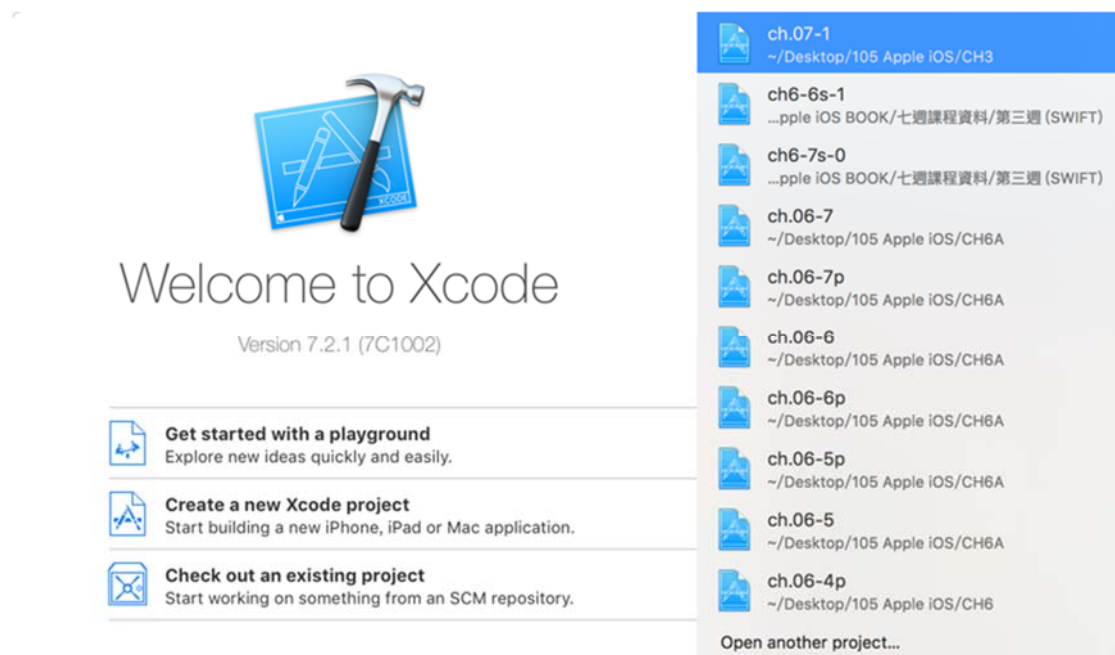 XCODE
Welcome to Xcode
Version 7.2.1 (7C1002)
Get started with a playground
Explore new ideas quickly and easily.
Create a new Xcode project
Start building a new iPhone, iPad or Mac application.
Check out an existing project
Start working on something from an SCM repository.
ch.07-1
~/Desktop/105 Apple iOS/CH3
ch6-6s-1
...pple iOS BOOK/七週課程資料/第三週 (SWIFT)
ch6-7s-0
...pple iOS BOOK/七週課程資料/第三週 (SWIFT)
ch.06-7
~/Desktop/105 Apple iOS/CH6A
ch.06-7p
~/Desktop/105 Apple iOS/CH6A
ch.06-6
~/Desktop/105 Apple iOS/CH6A
ch.06-6p
~/Desktop/105 Apple iOS/CH6A
ch.06-5p
~/Desktop/105 Apple iOS/CH6A
ch.06-5
~/Desktop/105 Apple iOS/CH6A
ch.06-4p
~/Desktop/105 Apple iOS/CH6
Open another project...